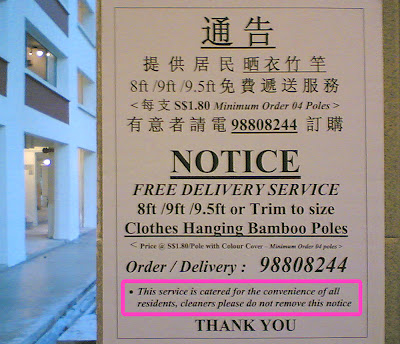 通告
提供居民晒衣竹竿
8ft /9ft /9.5ft 免費遞送服務
< 每支 S$1.80 Minimum Order 04 Poles >
有意者請電 98808244 訂購
NOTICE
FREE DELIVERY SERVICE
8ft /9ft /9.5ft or Trim to size
Clothes Hanging Bamboo Poles
< Price @ S$1.80/Pole with Colour Cover - Minimum Order 04 poles >
Order / Delivery : 98808244
• This service is catered for the convenience of all
residents, cleaners please do not remove this notice
THANK YOU